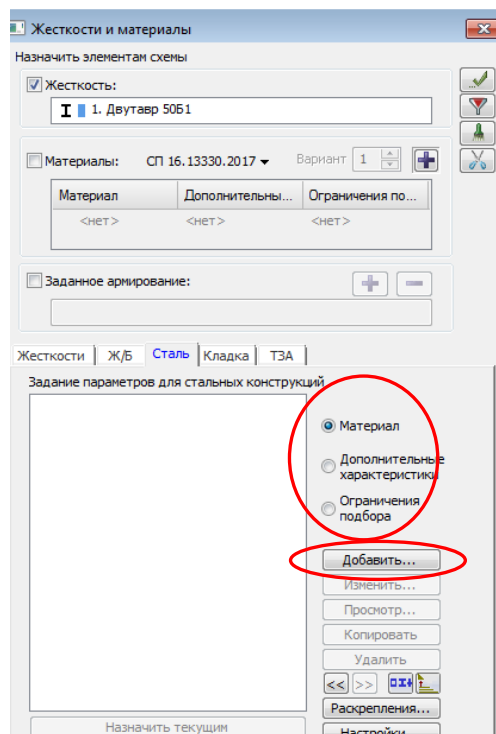 Жесткости и материалы
Назначить элементам схемы
Жесткость:
1. Двутавр 50Б1
Материалы: СП 16.13330.2017 Вариант 1
Материал Дополнительны... Ограничения по...
<нет> <нет> <нет>
Заданное армирование:
Жесткости Ж/Б Сталь Кладка ТЗА
Задание параметров для стальных конструкций
Материал
Дополнительные
характеристики
Ограничения
подбора
Добавить...
Изменить...
Просмотр...
Копировать
Удалить
<< >>
Раскрепления...
Назначить текущим
Настройки...